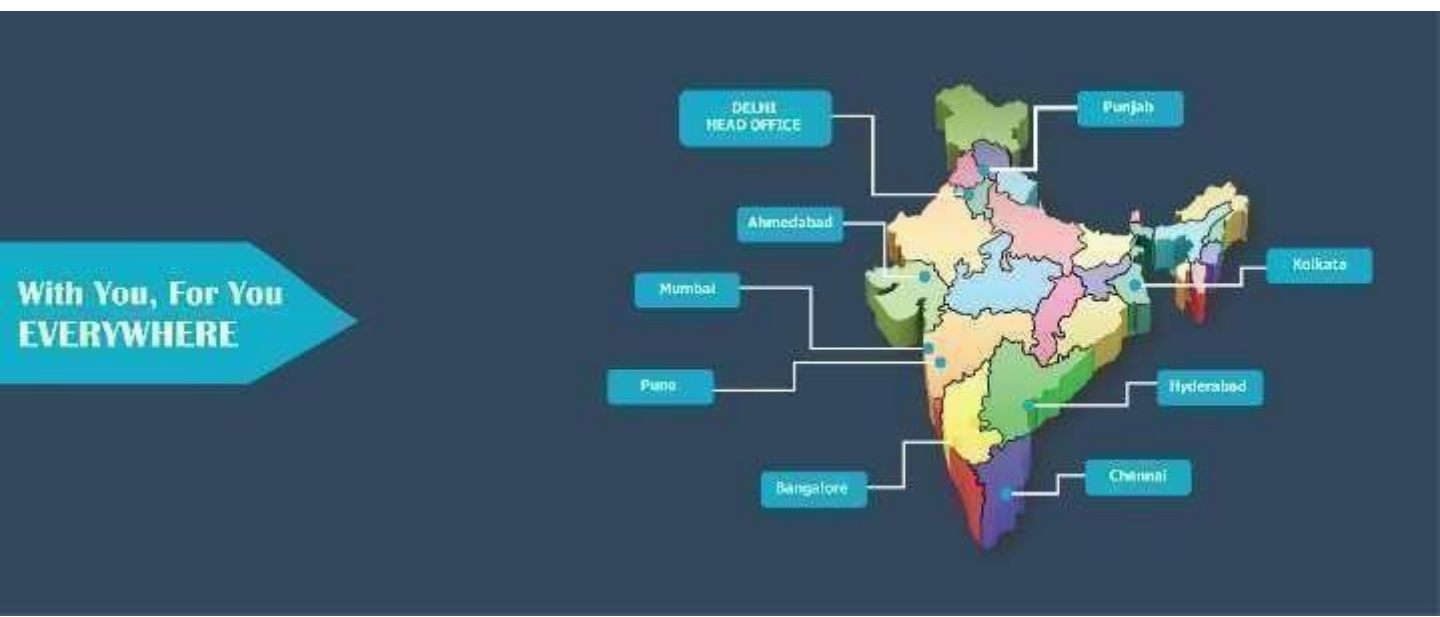 With You, For You
EVERYWHERE
DELHI
HEAD OFFICE
Punjab
Ahmedabad
Kolkata
Mumbai
Pune
Hyderabad
Bangalore
Chennai